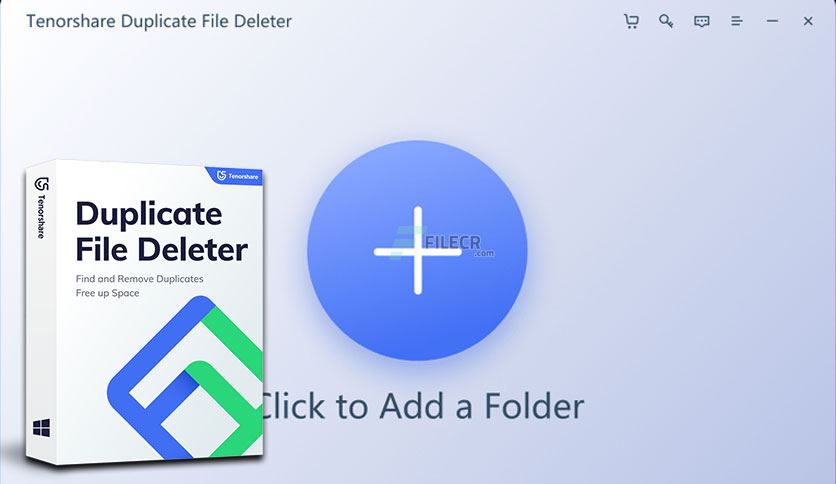 Tenorshare Duplicate File Deleter
Tenorshare
Tenorshare
Duplicate
File Deleter
Find and Remove Duplicates
Free up Space
FILECR
.com
Click to Add a Folder